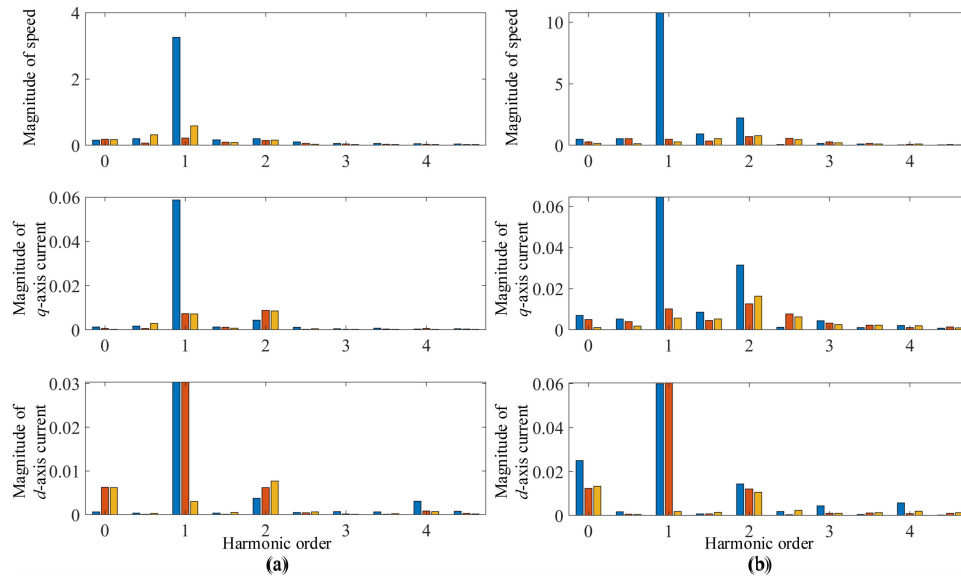 Magnitude of speed
4
2
0
0 1 2 3 4
Magnitude of
q-axis current
0.06
0.04
0.02
0
0 1 2 3 4
Magnitude of
d-axis current
0.03
0.01
0.01
0
0 1 2 3 4
Harmonic order
(a)
Magnitude of speed
10
5
0
0 1 2 3 4
Magnitude of
q-axis current
0.06
0.04
0.02
0
0 1 2 3 4
Magnitude of
d-axis current
0.06
0.04
0.02
0
0 1 2 3 4
Harmonic order
(b)